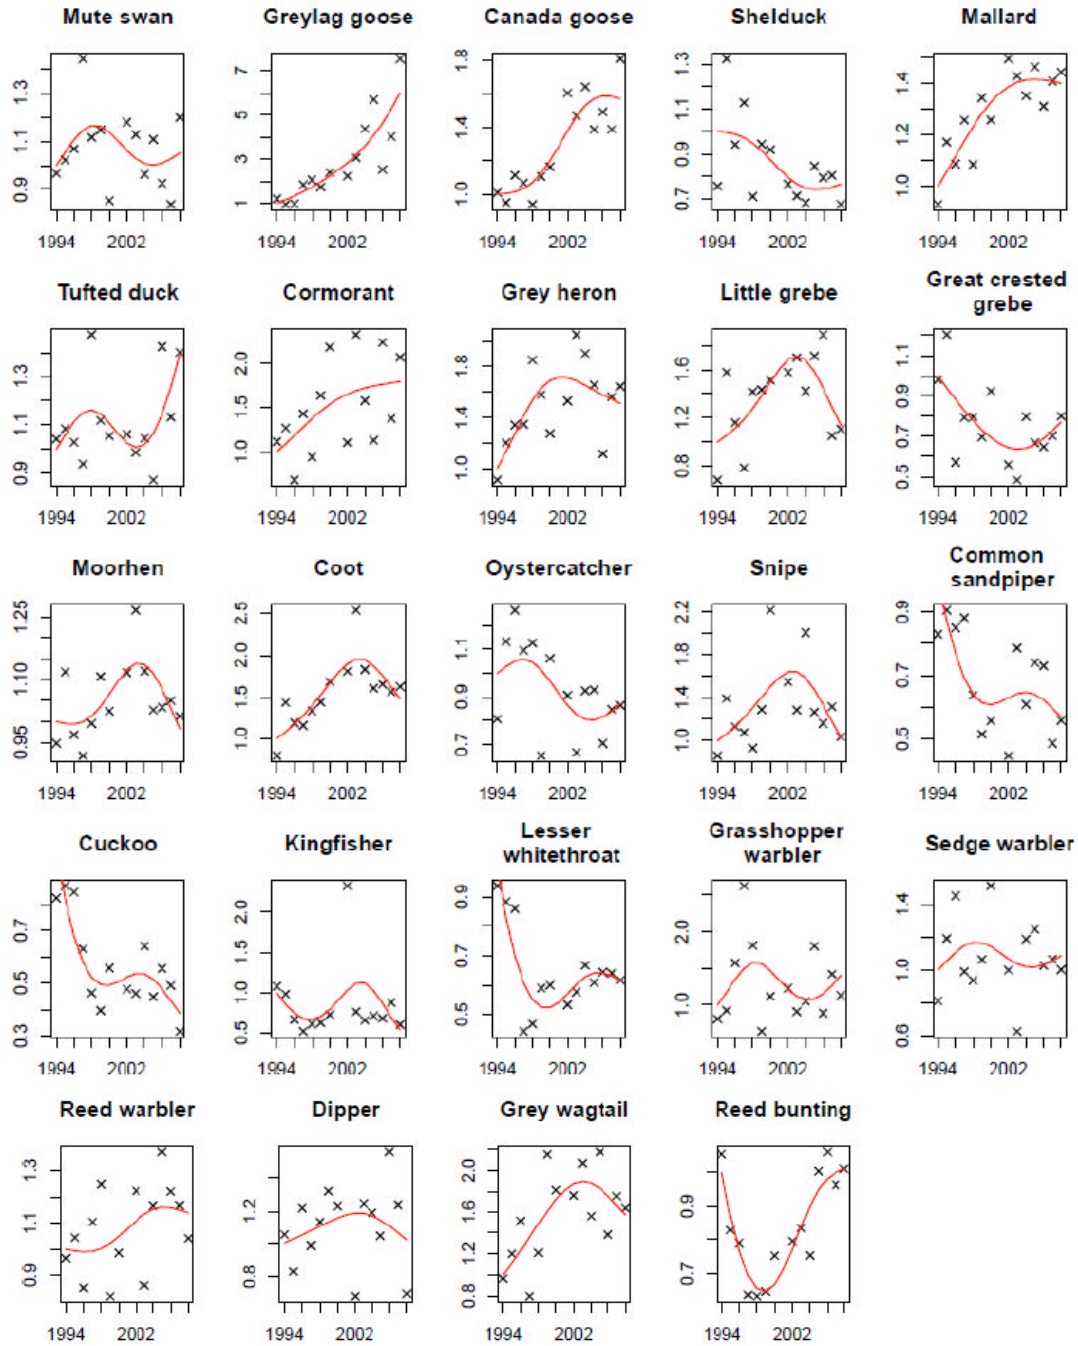 Mute swan
Greylag goose
Canada goose
Shelduck
Mallard
0.9 1.1 1.3
1 3 5 7
1.0 1.4 1.8
0.7 0.9 1.1 1.3
1.0 1.2 1.4
1994 2002
1994 2002
1994 2002
1994 2002
1994 2002
Tufted duck
Cormorant
Grey heron
Little grebe
Great crested
grebe
0.9 1.1 1.3
1.0 1.5 2.0
1.0 1.4 1.8
0.8 1.2 1.6
0.5 0.7 0.9 1.1
1994 2002
1994 2002
1994 2002
1994 2002
1994 2002
Moorhen
Coot
Oystercatcher
Snipe
Common
sandpiper
0.95 1.10 1.25
1.0 1.5 2.0 2.5
0.7 0.9 1.1
1.0 1.4 1.8 2.2
0.5 0.7 0.9
1994 2002
1994 2002
1994 2002
1994 2002
1994 2002
Cuckoo
Kingfisher
Lesser
whitethroat
Grasshopper
warbler
Sedge warbler
0.3 0.5 0.7
0.5 1.0 1.5 2.0
0.5 0.7 0.9
1.0 2.0
0.6 1.0 1.4
1994 2002
1994 2002
1994 2002
1994 2002
1994 2002
Reed warbler
Dipper
Grey wagtail
Reed bunting
0.9 1.1 1.3
0.8 1.2
0.8 1.2 1.6 2.0
0.7 0.9
1994 2002
1994 2002
1994 2002
1994 2002